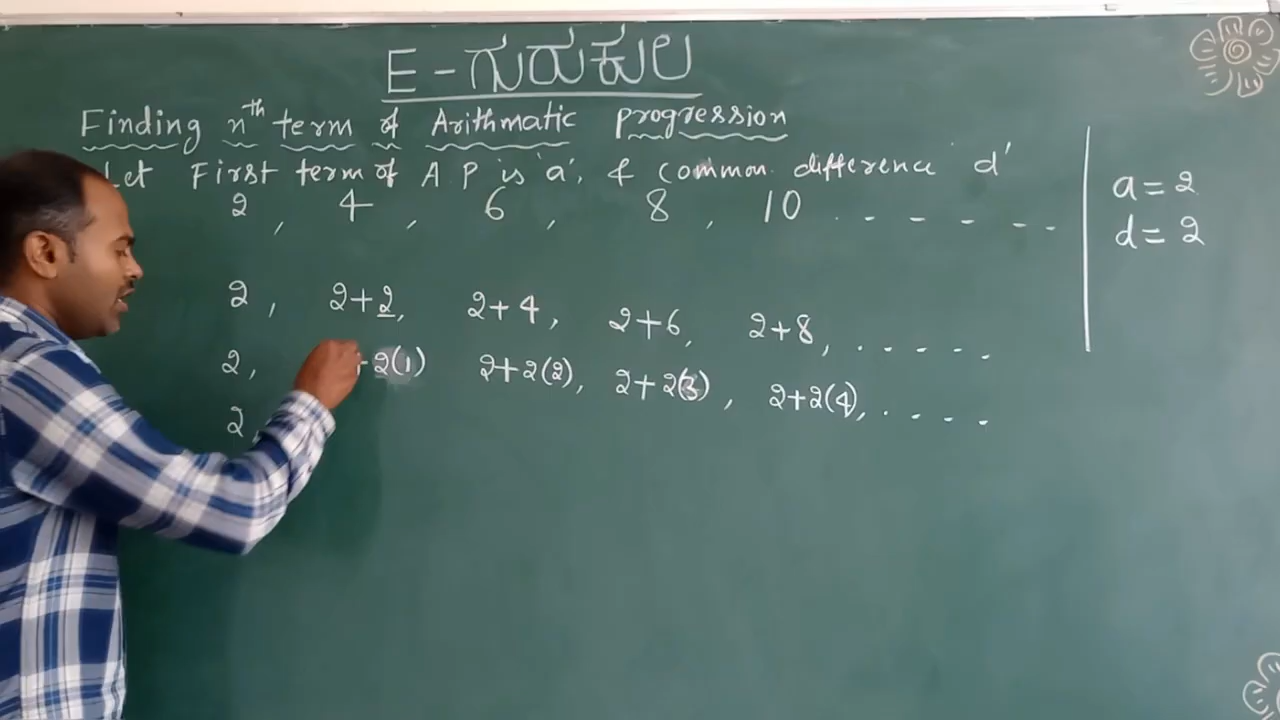 E - ಗುರುಕುಲ
Finding nth term of Arithmatic progression
Let First term of A P is 'a', & common difference 'd'
2, 4, 6, 8, 10 . - - - - - -
2, 2+2, 2+4, 2+6, 2+8, . - - - -
2, 2(1) 2+2(2), 2+2(3), 2+2(4), . . - -
2,
a = 2
d = 2